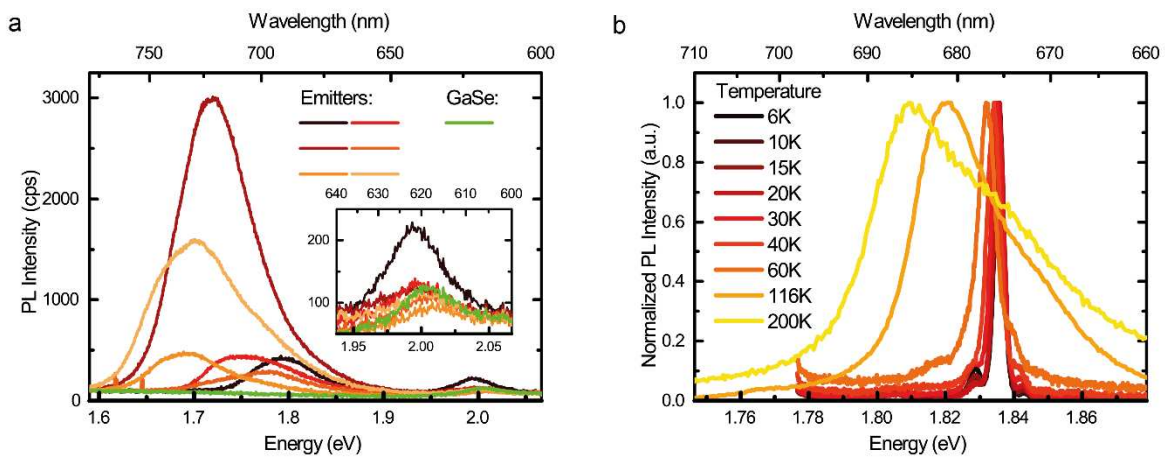 a
Wavelength (nm)
750 700 650 600
PL Intensity (cps)
3000
2000
1000
0
Emitters: GaSe:
640 630 620 610 600
200
100
1.95 2.00 2.05
1.6 1.7 1.8 1.9 2.0
Energy (eV)
b
Wavelength (nm)
710 700 690 680 670 660
Normalized PL Intensity (a.u.)
1.0
0.8
0.6
0.4
0.2
0.0
Temperature
6K
10K
15K
20K
30K
40K
60K
116K
200K
1.76 1.78 1.80 1.82 1.84 1.86
Energy (eV)